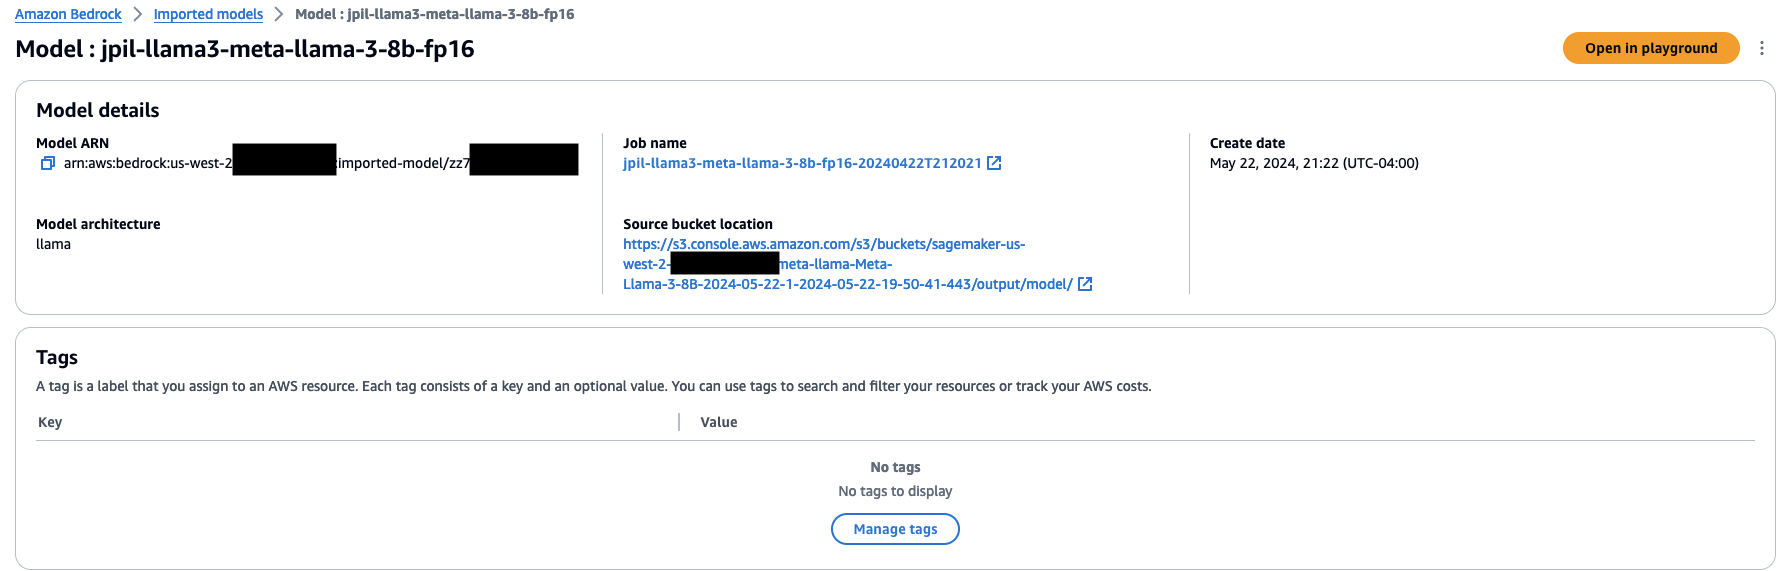 Amazon Bedrock > Imported models > Model : jpil-llama3-meta-llama-3-8b-fp16
Model : jpil-llama3-meta-llama-3-8b-fp16
Open in playground
Model details
Model ARN
arn:aws:bedrock:us-west-2 :imported-model/zz7
Job name
jpil-llama3-meta-llama-3-8b-fp16-20240422T212021
Create date
May 22, 2024, 21:22 (UTC-04:00)
Model architecture
llama
Source bucket location
https://s3.console.aws.amazon.com/s3/buckets/sagemaker-us-
west-2- meta-llama-Meta-
Llama-3-8B-2024-05-22-1-2024-05-22-19-50-41-443/output/model/
Tags
A tag is a label that you assign to an AWS resource. Each tag consists of a key and an optional value. You can use tags to search and filter your resources or track your AWS costs.
Key
Value
No tags
No tags to display
Manage tags